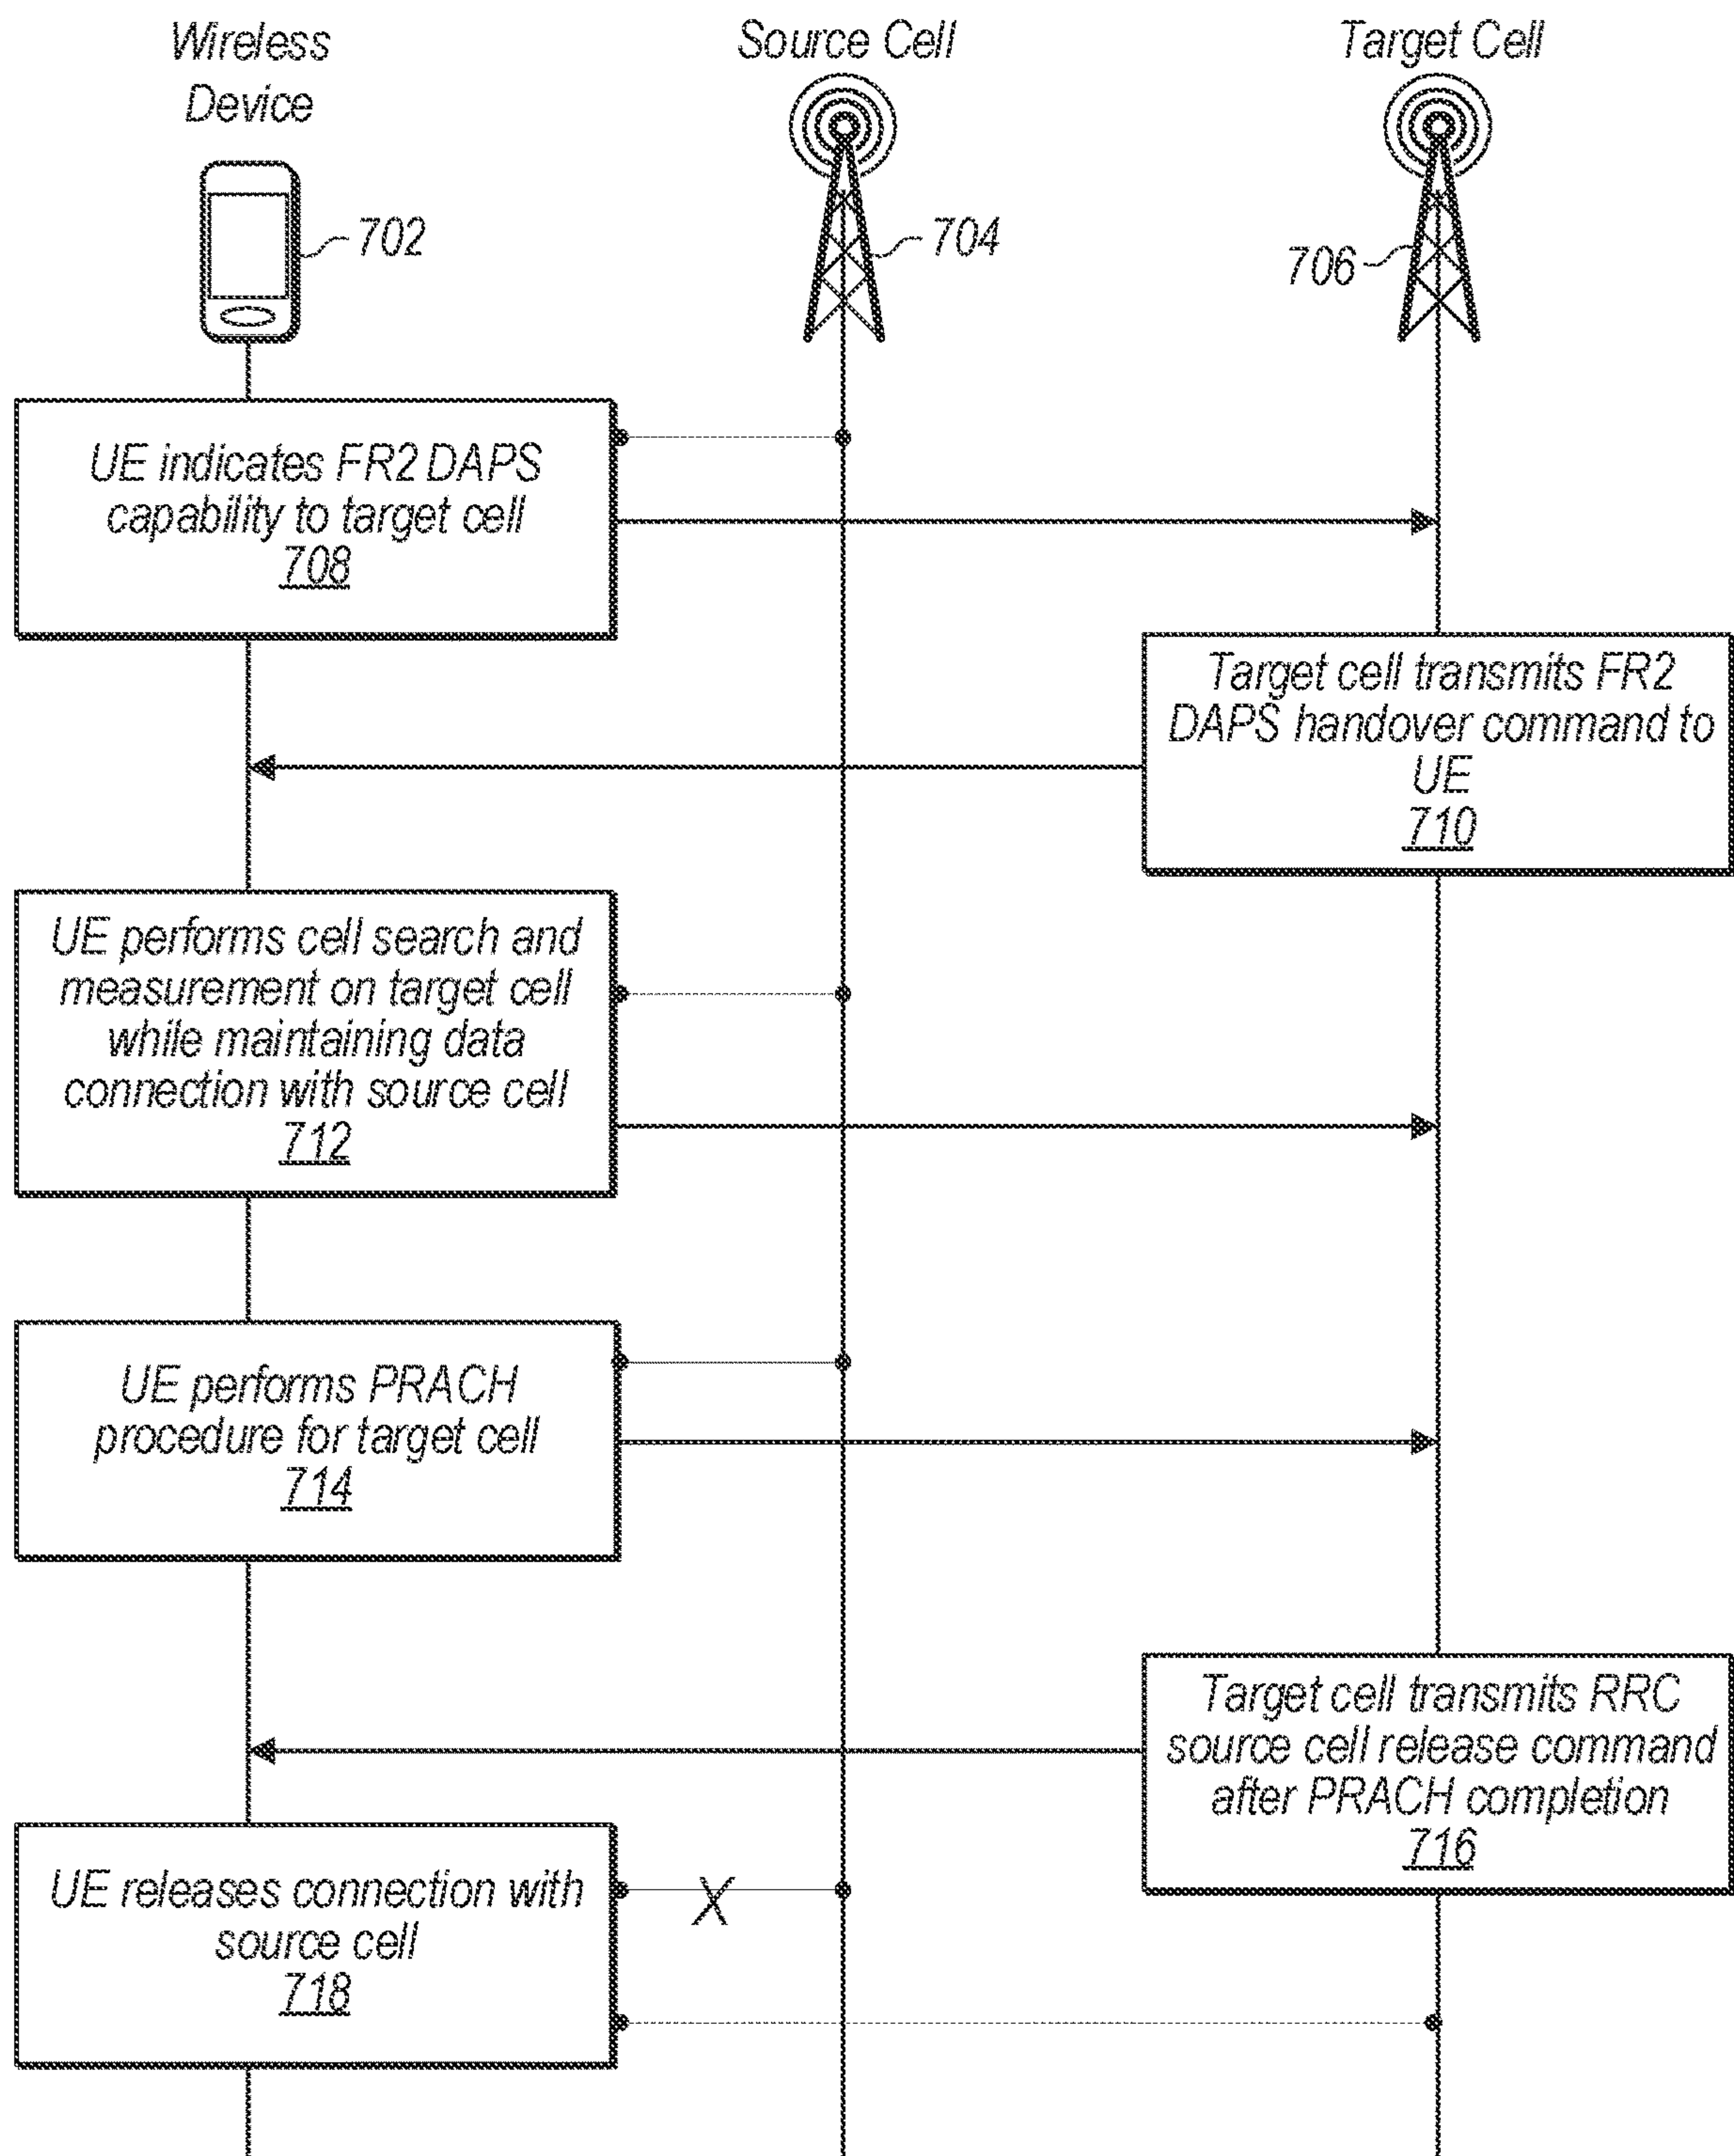 Wireless
Device
Source Cell
Target Cell
702
704
706
UE indicates FR2 DAPS
capability to target cell
708
Target cell transmits FR2
DAPS handover command to
UE
710
UE performs cell search and
measurement on target cell
while maintaining data
connection with source cell
712
UE performs PRACH
procedure for target cell
714
Target cell transmits RRC
source cell release command
after PRACH completion
716
UE releases connection with
source cell
718
X